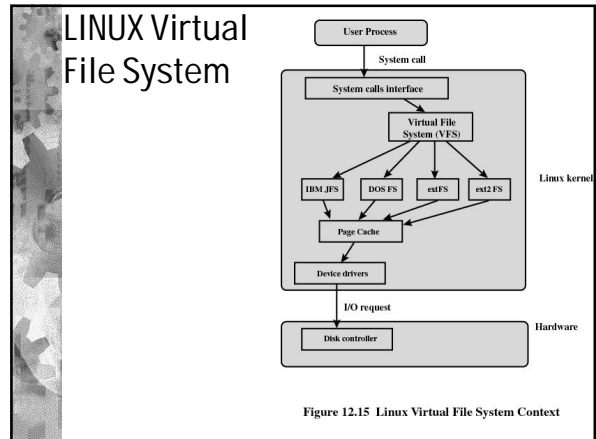 LINUX Virtual
File System
User Process
System call
System calls interface
Virtual File
System (VFS)
IBM JFS
DOS FS
extFS
ext2 FS
Linux kernel
Page Cache
Device drivers
I/O request
Hardware
Disk controller
Figure 12.15 Linux Virtual File System Context